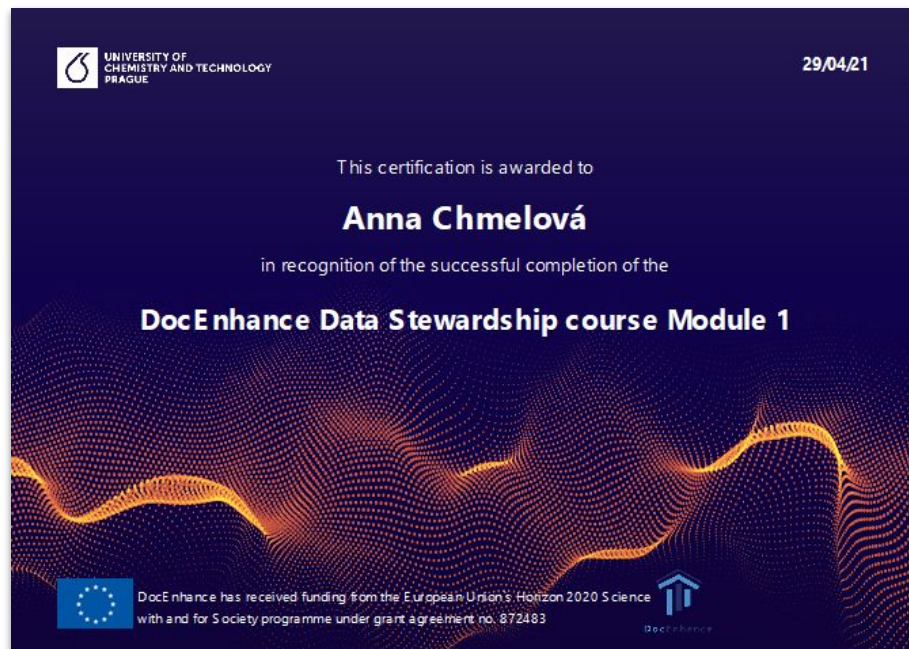 UNIVERSITY OF
CHEMISTRY AND TECHNOLOGY
PRAGUE
29/04/21
This certification is awarded to
Anna Chmelová
in recognition of the successful completion of the
DocEnhance Data Stewardship course Module 1
DocEnhance has received funding from the European Union's Horizon 2020 Science
with and for Society programme under grant agreement no. 872483
DocEnhance